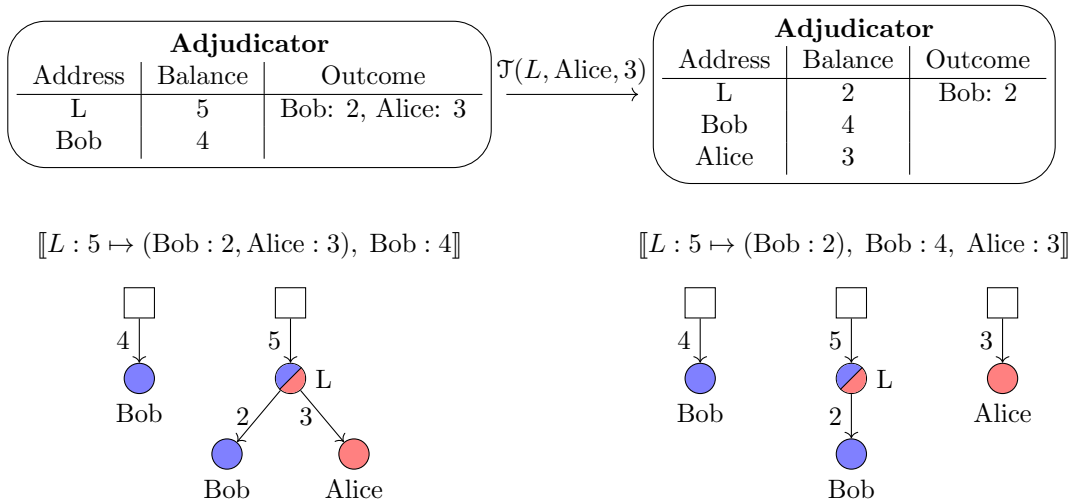 Adjudicator
Address Balance Outcome
L 5 Bob: 2, Alice: 3
Bob 4
𝒯(L, Alice, 3)
Adjudicator
Address Balance Outcome
L 2 Bob: 2
Bob 4
Alice 3
⟦L : 5 ↦ (Bob : 2, Alice : 3), Bob : 4⟧
4
5
L
Bob
2
3
Bob
Alice
⟦L : 5 ↦ (Bob : 2), Bob : 4, Alice : 3⟧
4
5
3
L
Bob
Alice
2
Bob